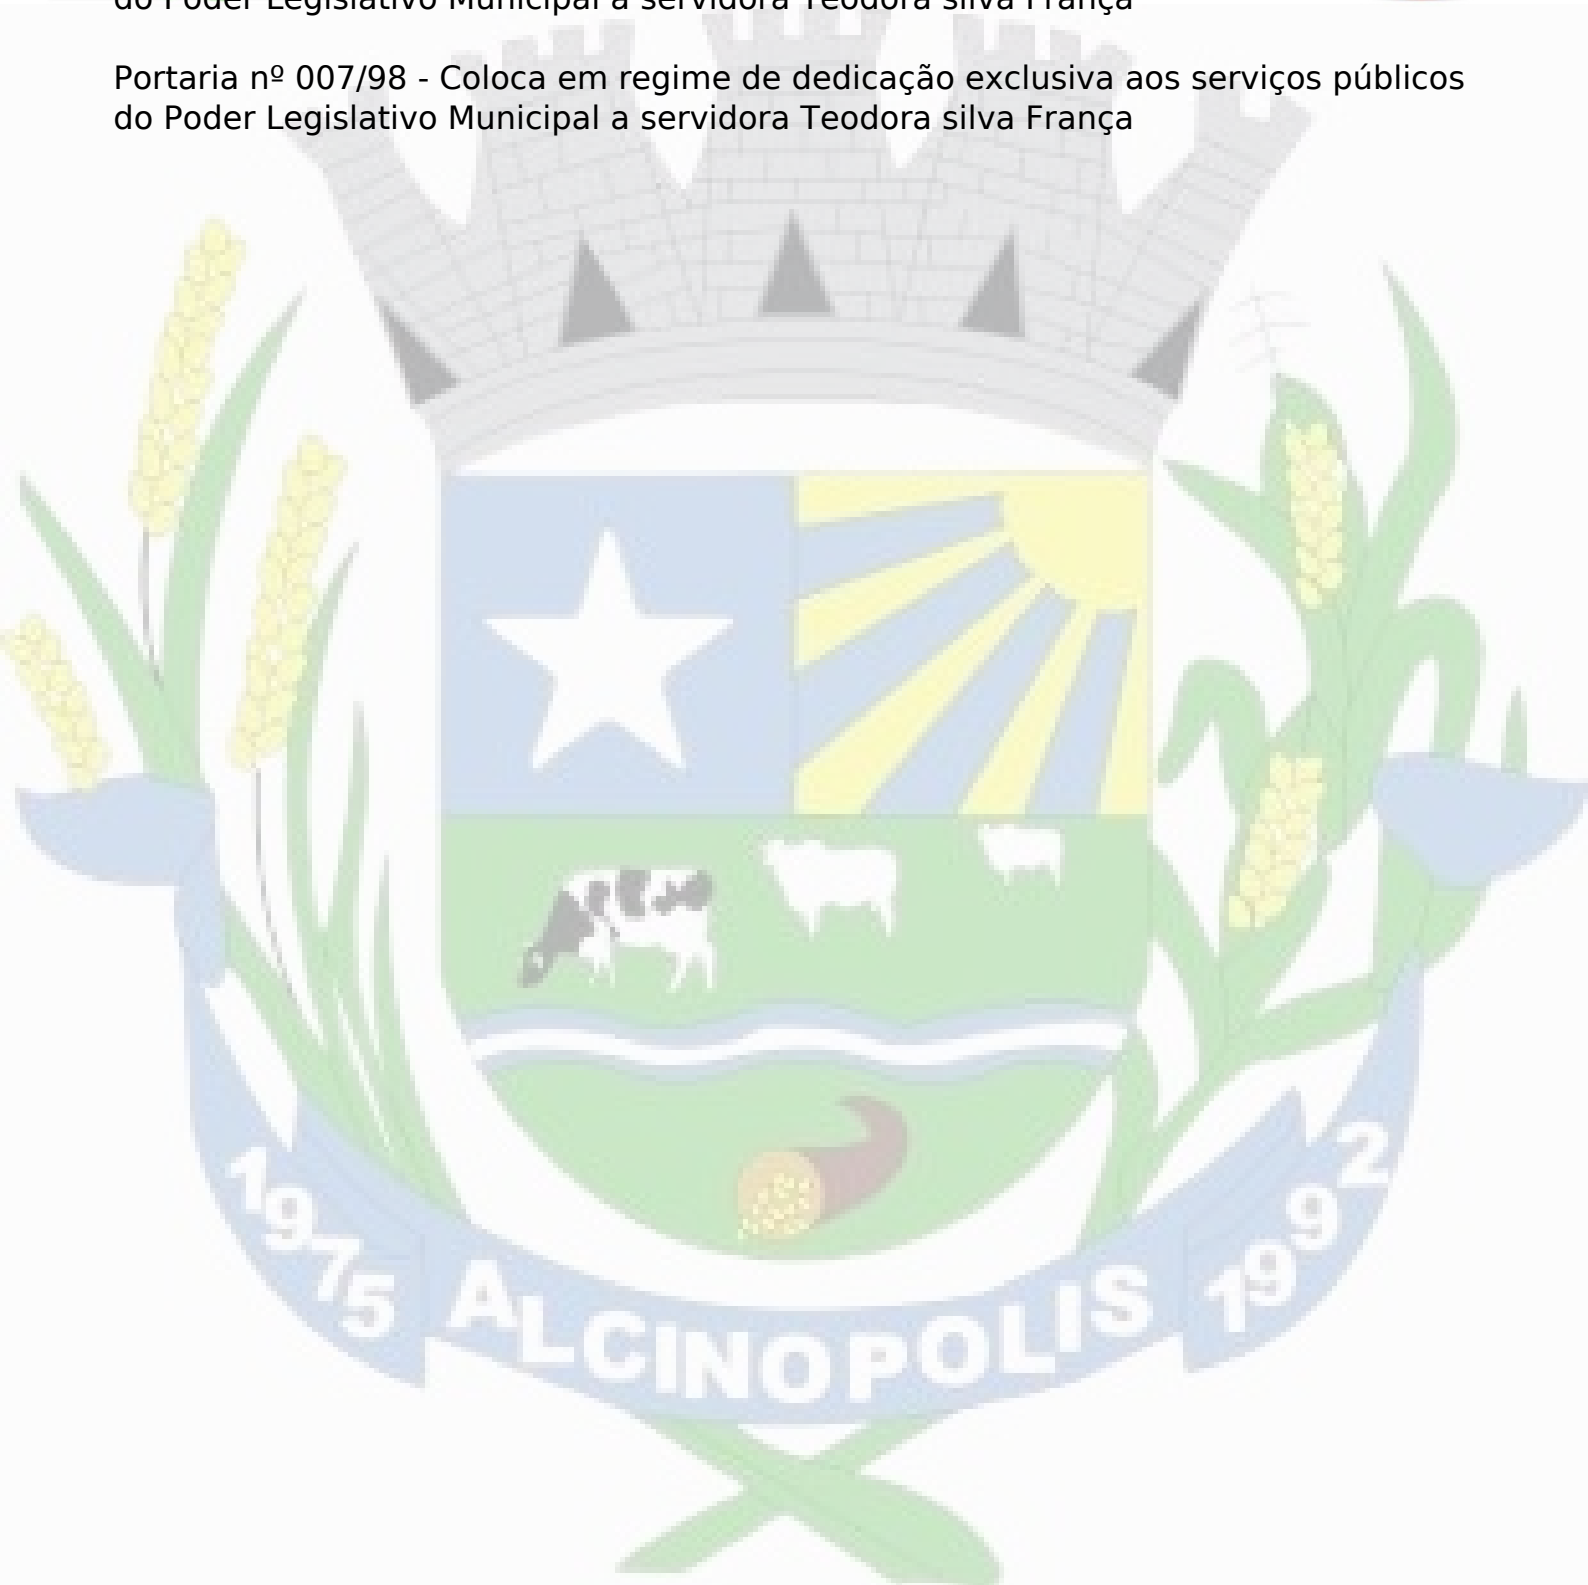 do Poder Legislativo Municipal a servidora Teodora silva França
Portaria nº 007/98 - Coloca em regime de dedicação exclusiva aos serviços públicos
do Poder Legislativo Municipal a servidora Teodora silva França
1975 ALCINOPOLIS 1992